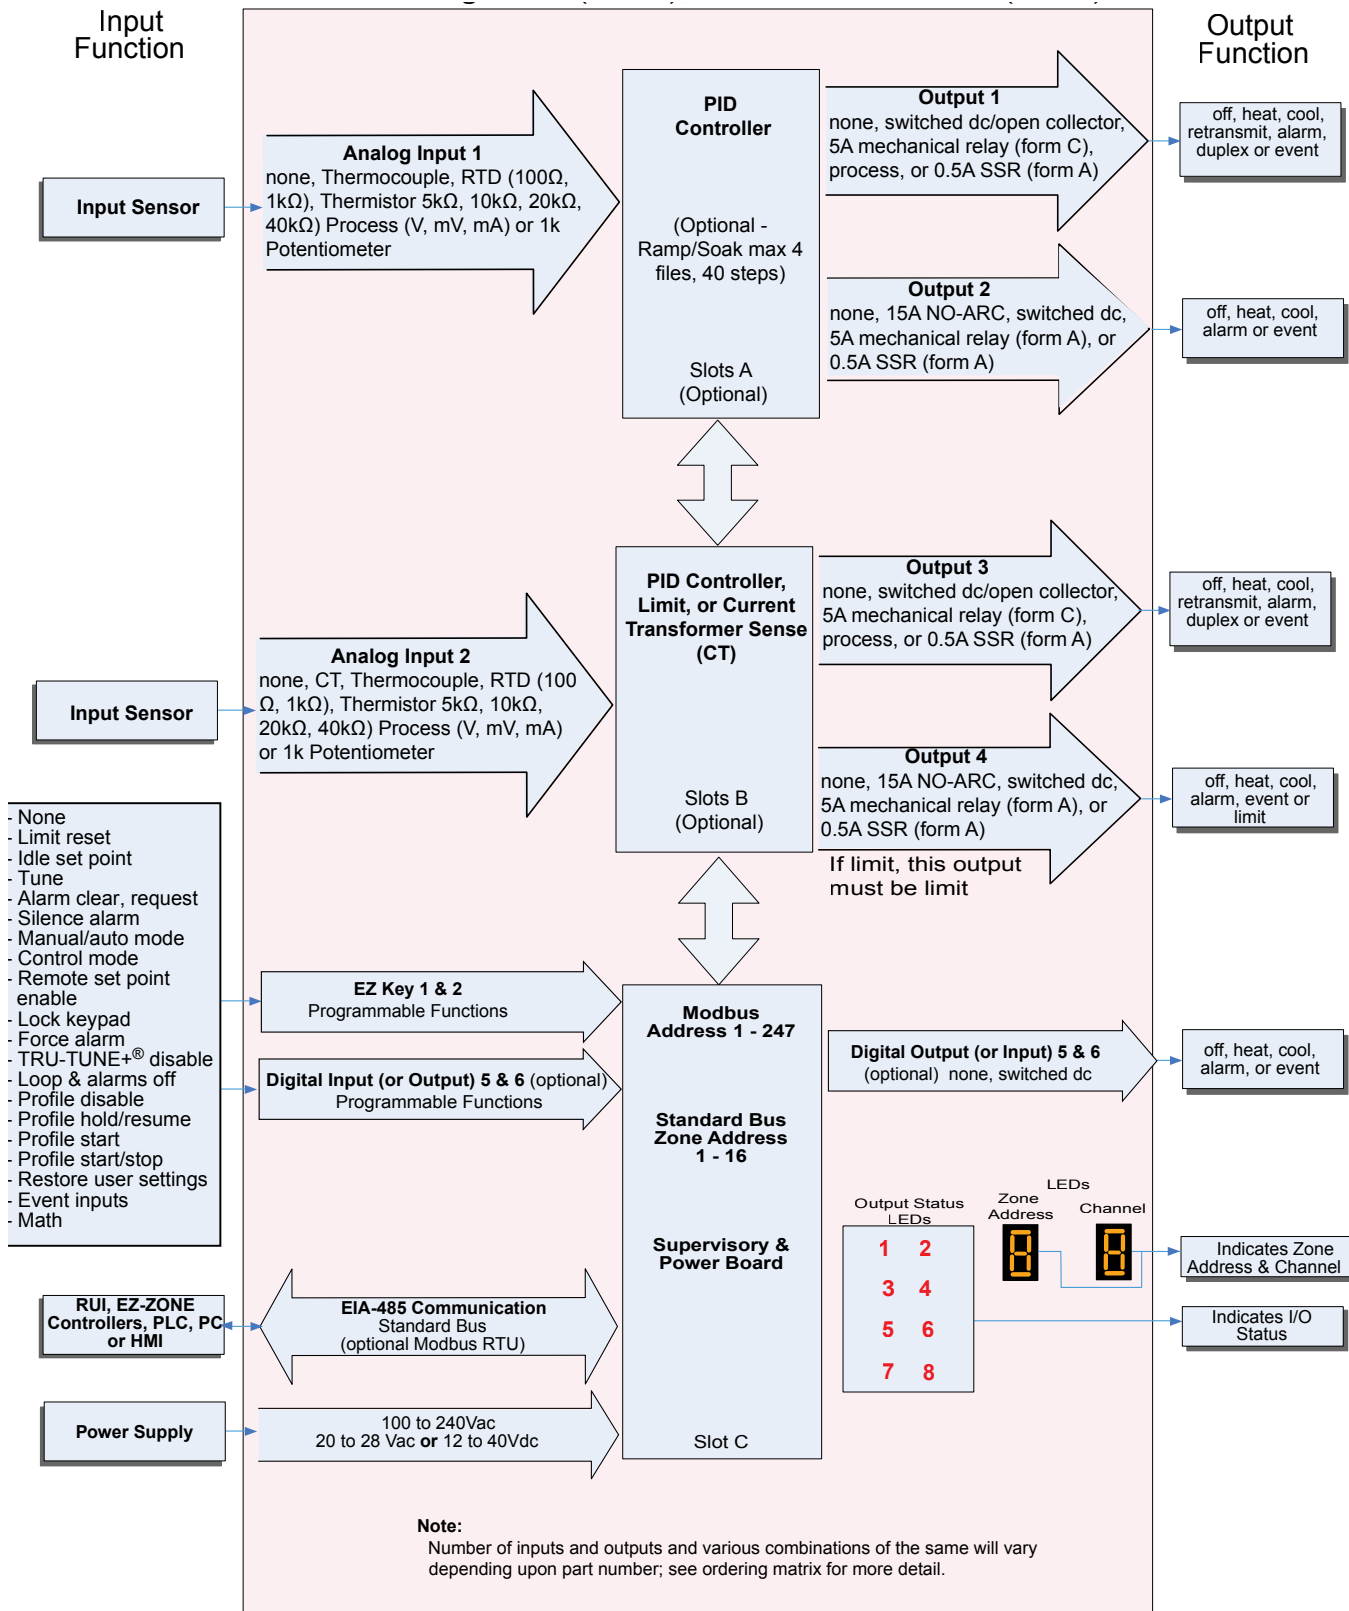 Input
Function
Output
Function
Input Sensor
Analog Input 1
none, Thermocouple, RTD (100Ω,
1kΩ), Thermistor 5kΩ, 10kΩ, 20kΩ,
40kΩ) Process (V, mV, mA) or 1k
Potentiometer
PID
Controller
(Optional -
Ramp/Soak max 4
files, 40 steps)
Slots A
(Optional)
Output 1
none, switched dc/open collector,
5A mechanical relay (form C),
process, or 0.5A SSR (form A)
off, heat, cool,
retransmit, alarm,
duplex or event
Output 2
none, 15A NO-ARC, switched dc,
5A mechanical relay (form A), or
0.5A SSR (form A)
off, heat, cool,
alarm or event
Input Sensor
Analog Input 2
none, CT, Thermocouple, RTD (100
Ω, 1kΩ), Thermistor 5kΩ, 10kΩ,
20kΩ, 40kΩ) Process (V, mV, mA)
or 1k Potentiometer
PID Controller,
Limit, or Current
Transformer Sense
(CT)
Slots B
(Optional)
Output 3
none, switched dc/open collector,
5A mechanical relay (form C),
process, or 0.5A SSR (form A)
off, heat, cool,
retransmit, alarm,
duplex or event
Output 4
none, 15A NO-ARC, switched dc,
5A mechanical relay (form A), or
0.5A SSR (form A)
If limit, this output
must be limit
off, heat, cool,
alarm, event or
limit
- None
- Limit reset
- Idle set point
- Tune
- Alarm clear, request
- Silence alarm
- Manual/auto mode
- Control mode
- Remote set point
enable
- Lock keypad
- Force alarm
- TRU-TUNE+® disable
- Loop & alarms off
- Profile disable
- Profile hold/resume
- Profile start
- Profile start/stop
- Restore user settings
- Event inputs
- Math
EZ Key 1 & 2
Programmable Functions
Digital Input (or Output) 5 & 6 (optional)
Programmable Functions
Modbus
Address 1 - 247
Standard Bus
Zone Address
1 - 16
Supervisory &
Power Board
Slot C
Digital Output (or Input) 5 & 6
(optional) none, switched dc
off, heat, cool,
alarm, or event
Output Status
LEDs
1 2
3 4
5 6
7 8
LEDs
Zone
Address
Channel
8 8
Indicates Zone
Address & Channel
Indicates I/O
Status
RUI, EZ-ZONE
Controllers, PLC, PC
or HMI
EIA-485 Communication
Standard Bus
(optional Modbus RTU)
Power Supply
100 to 240Vac
20 to 28 Vac or 12 to 40Vdc
Note:
Number of inputs and outputs and various combinations of the same will vary
depending upon part number; see ordering matrix for more detail.